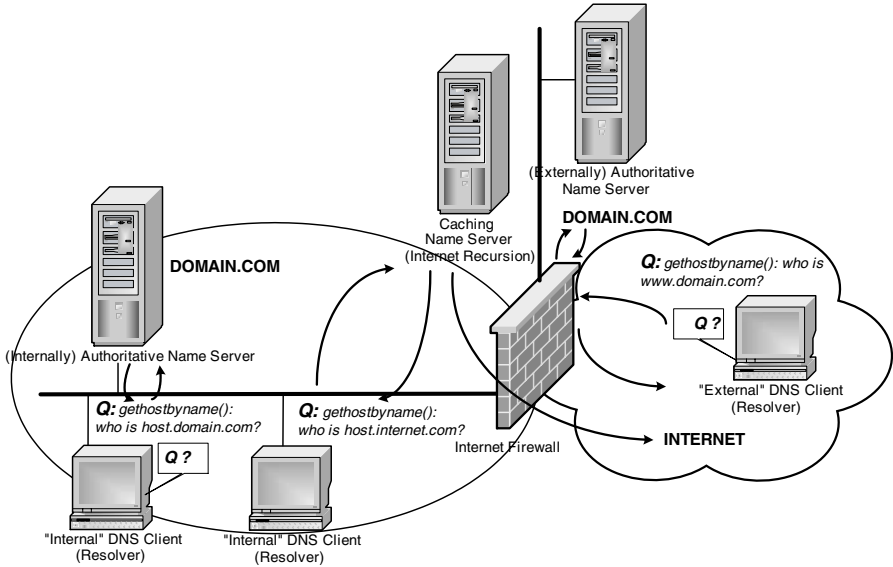 (Externally) Authoritative
Name Server
DOMAIN.COM
Caching
Name Server
(Internet Recursion)
Q: gethostbyname(): who is
www.domain.com?
Q ?
"External" DNS Client
(Resolver)
DOMAIN.COM
(Internally) Authoritative Name Server
Q: gethostbyname():
who is host.domain.com?
Q: gethostbyname():
who is host.internet.com?
Internet Firewall
INTERNET
Q ?
"Internal" DNS Client
(Resolver)
"Internal" DNS Client
(Resolver)